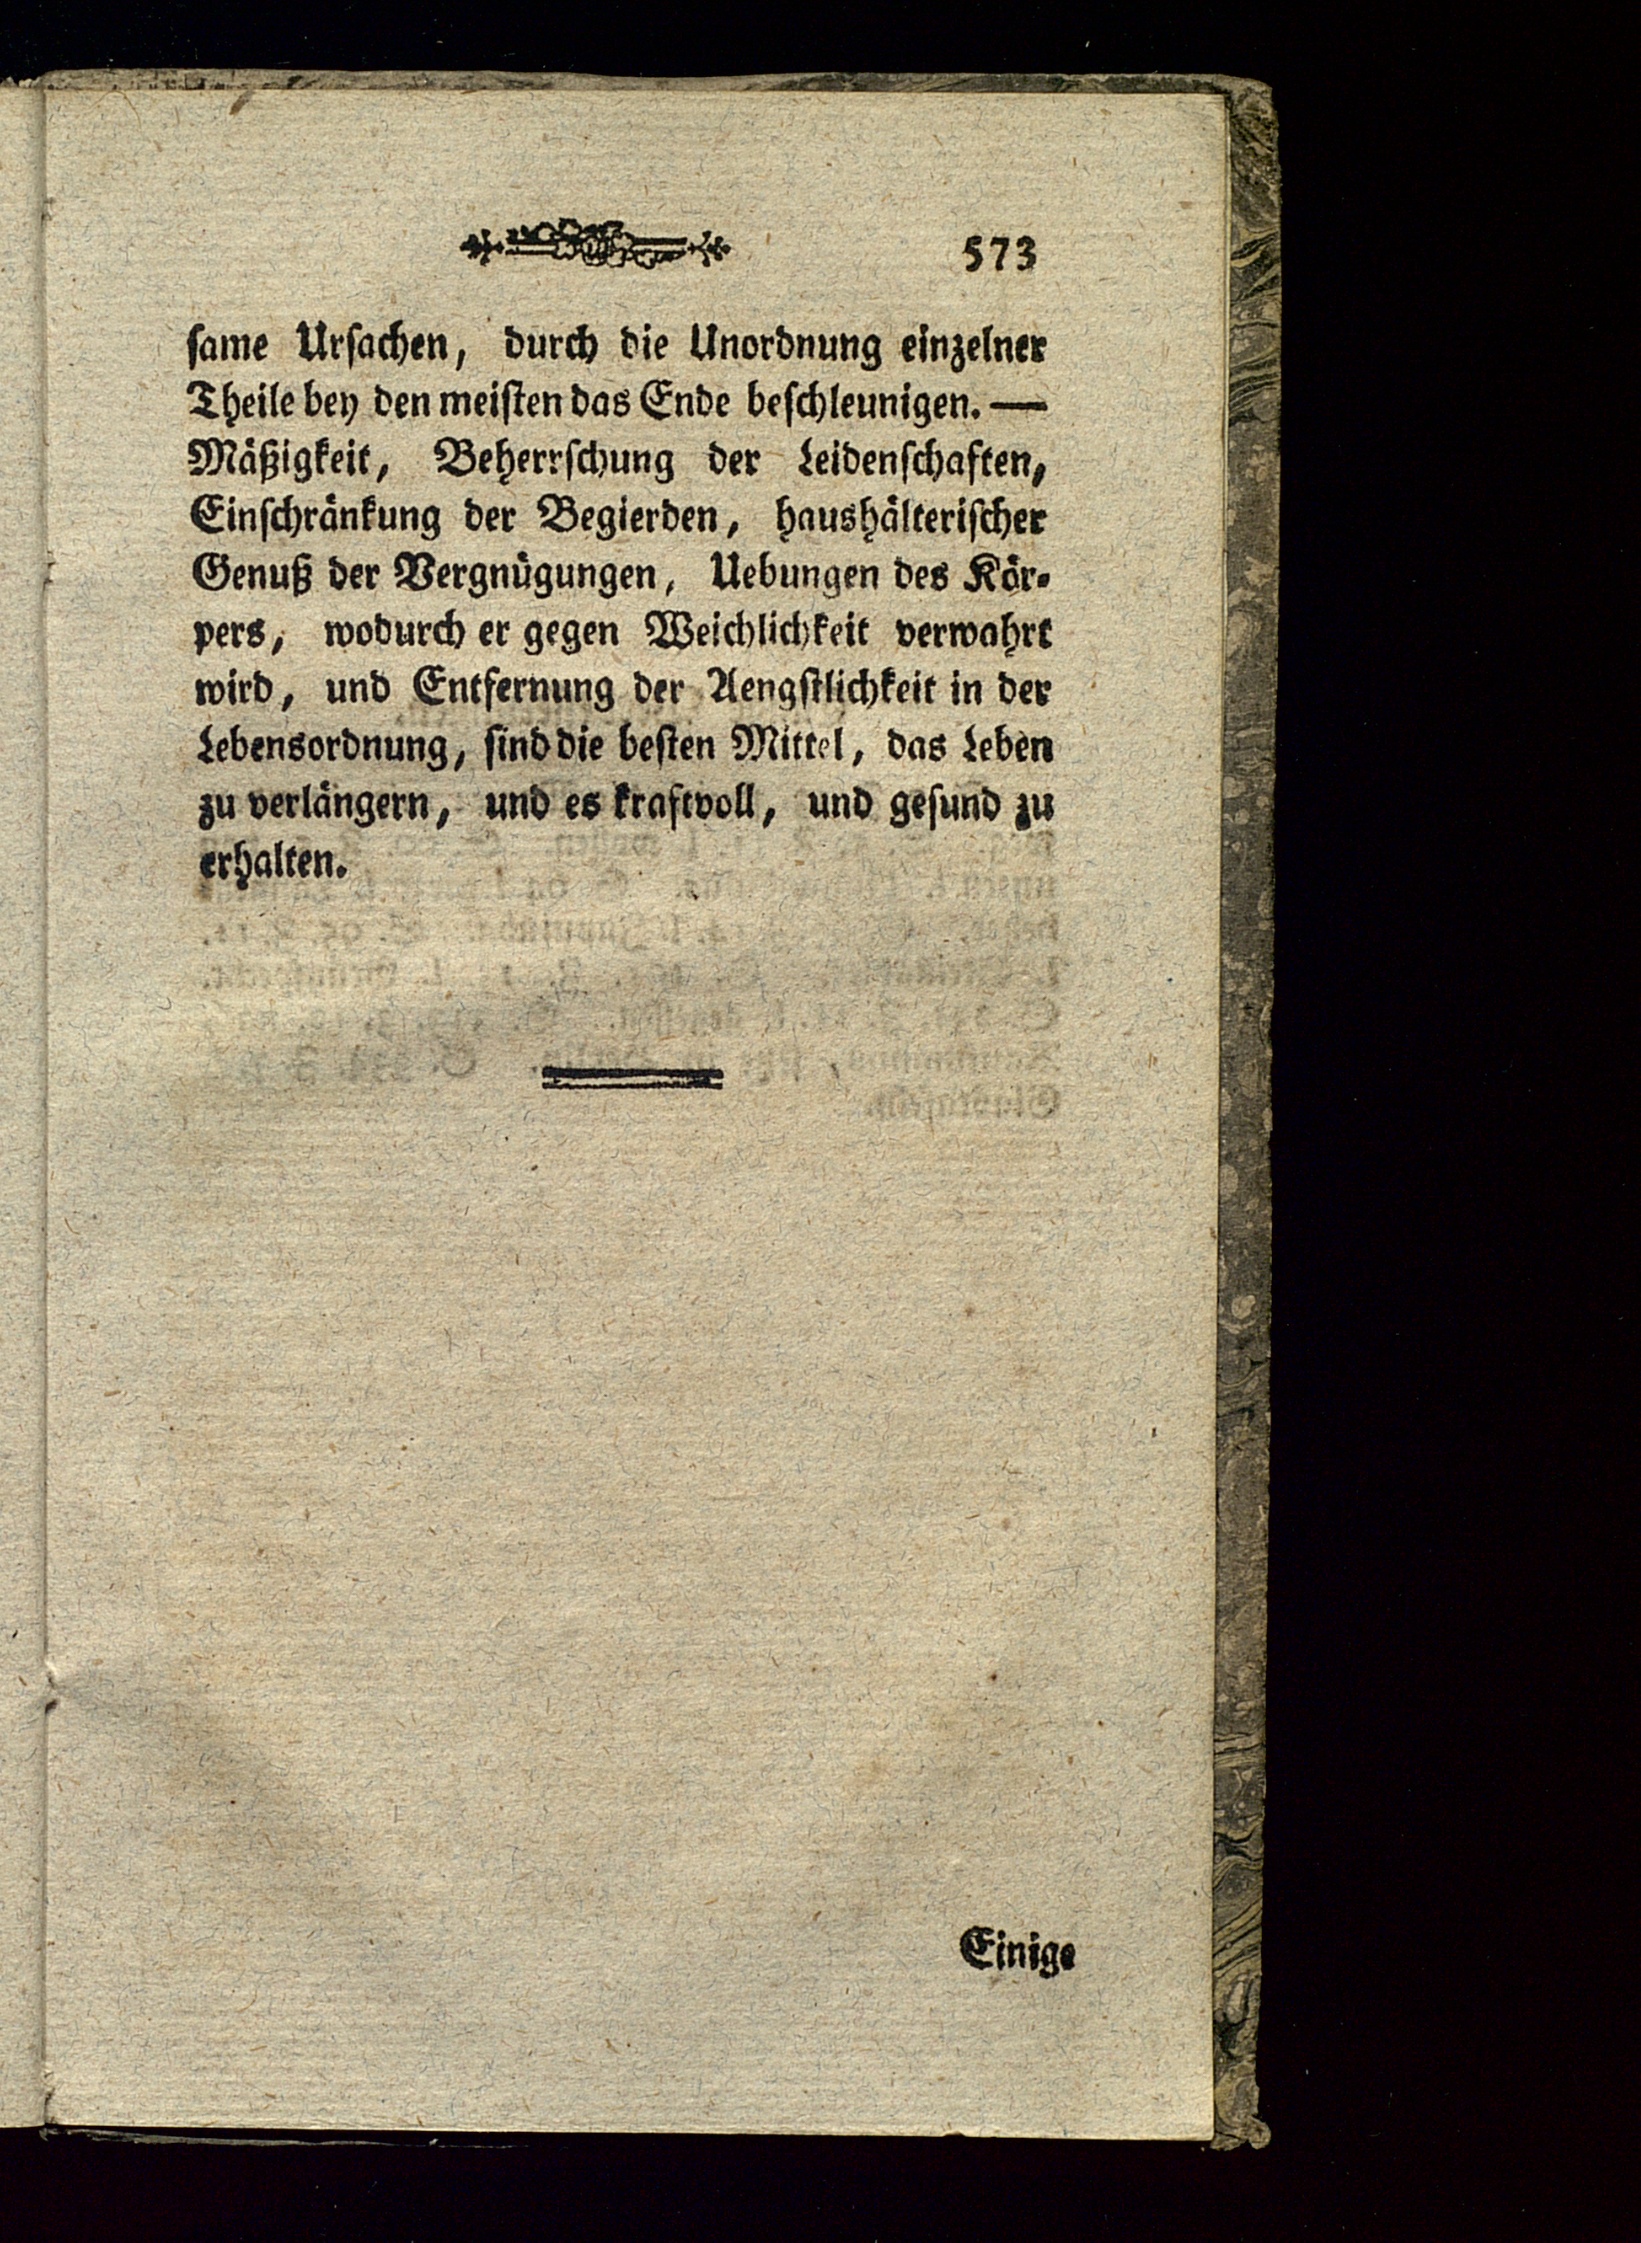 573
same Ursachen, durch die Unordnung einzelner
Theile bey den meisten das Ende beschleunigen. —
Mäßigkeit, Beherrschung der Leidenschaften,
Einschränkung der Begierden, haushälterischer
Genuß der Vergnügungen, Uebungen des Kör-
pers, wodurch er gegen Weichlichkeit verwahrt
wird, und Entfernung der Aengstlichkeit in der
Lebensordnung, sind die besten Mittel, das Leben
zu verlängern, und es kraftvoll, und gesund zu
erhalten.
Einige